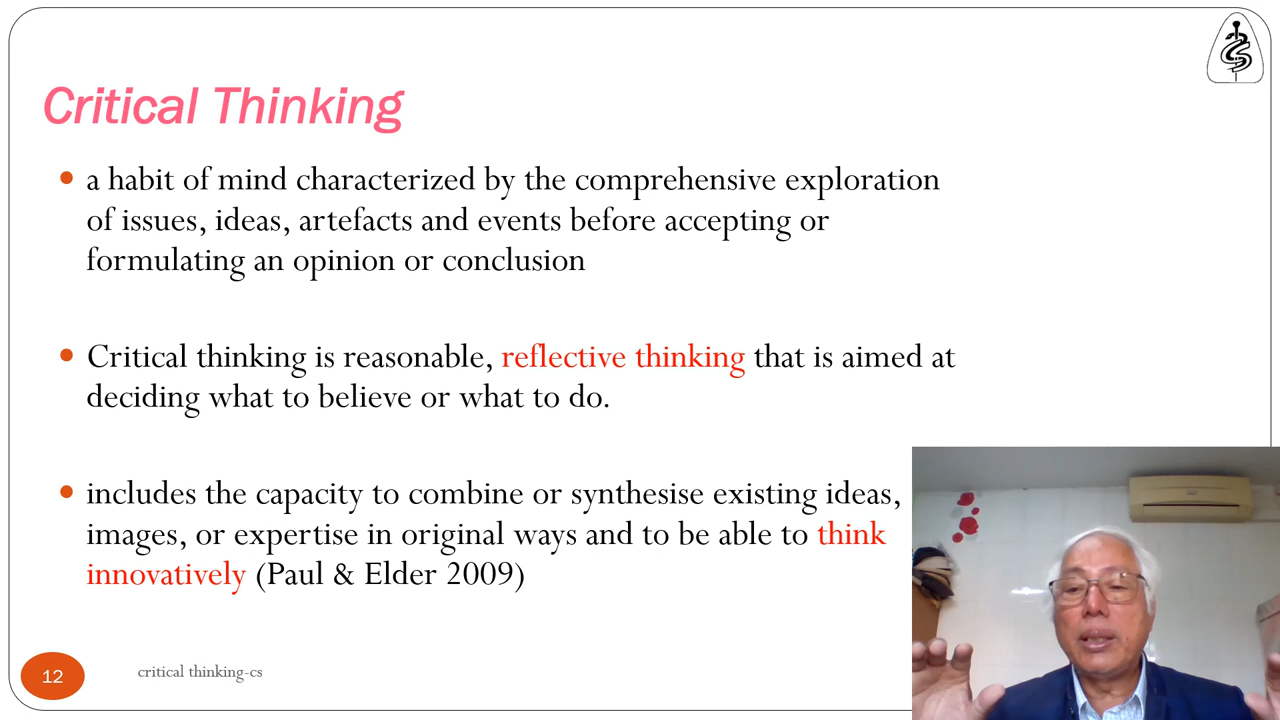 Critical Thinking
a habit of mind characterized by the comprehensive exploration
of issues, ideas, artefacts and events before accepting or
formulating an opinion or conclusion
Critical thinking is reasonable, reflective thinking that is aimed at
deciding what to believe or what to do.
includes the capacity to combine or synthesise existing ideas,
images, or expertise in original ways and to be able to think
innovatively (Paul & Elder 2009)
12
critical thinking-cs